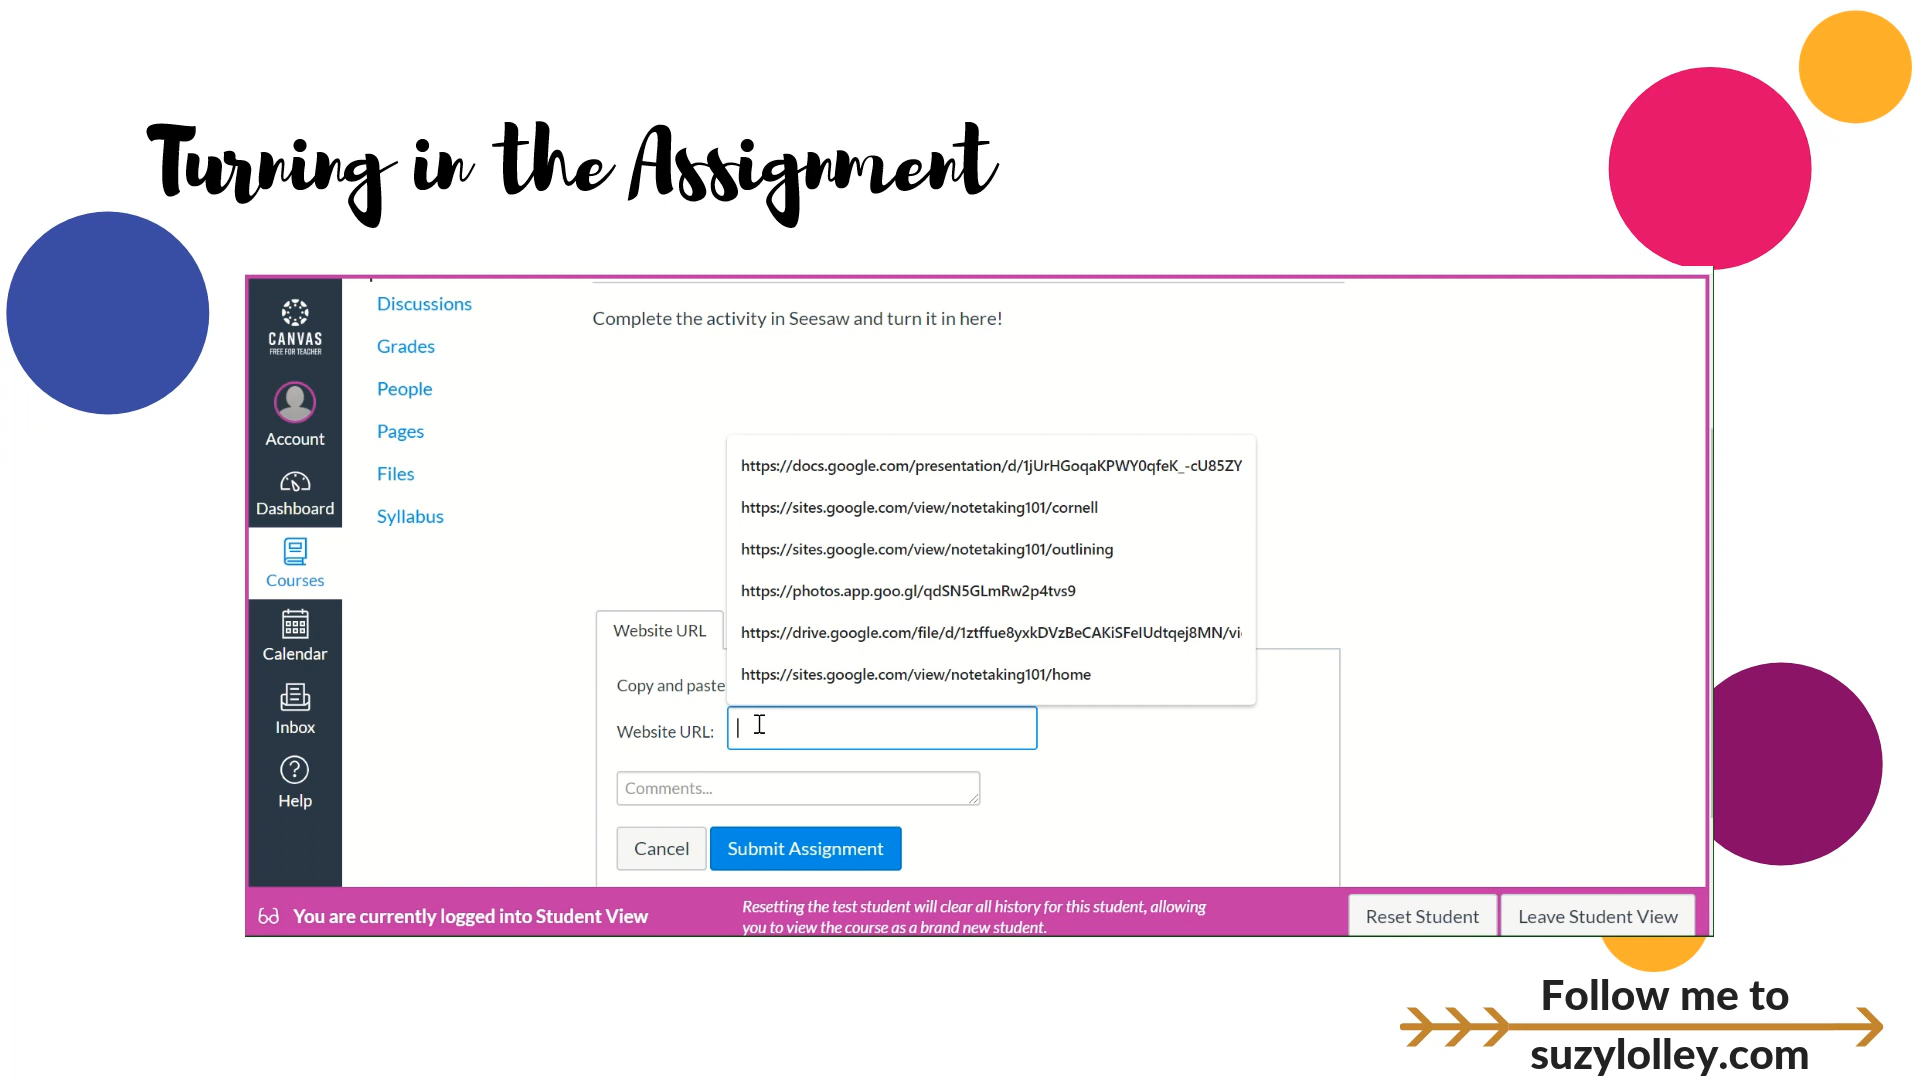 Turning in the Assignment
CANVAS
FREE FOR TEACHER
Account
Dashboard
Courses
Calendar
Inbox
Help
Discussions
Grades
People
Pages
Files
Syllabus
Complete the activity in Seesaw and turn it in here!
https://docs.google.com/presentation/d/1jUrHGoqaKPWY0qfeK_-cU85ZY
https://sites.google.com/view/notetaking101/cornell
https://sites.google.com/view/notetaking101/outlining
https://photos.app.goo.gl/qdSN5GLmRw2p4tvs9
https://drive.google.com/file/d/1ztffue8yxkDVzBeCAKiSFeIUdtqej8MN/vi
https://sites.google.com/view/notetaking101/home
Website URL
Copy and paste
Website URL:
Comments...
Cancel
Submit Assignment
You are currently logged into Student View
Resetting the test student will clear all history for this student, allowing
you to view the course as a brand new student.
Reset Student
Leave Student View
Follow me to
suzylolley.com